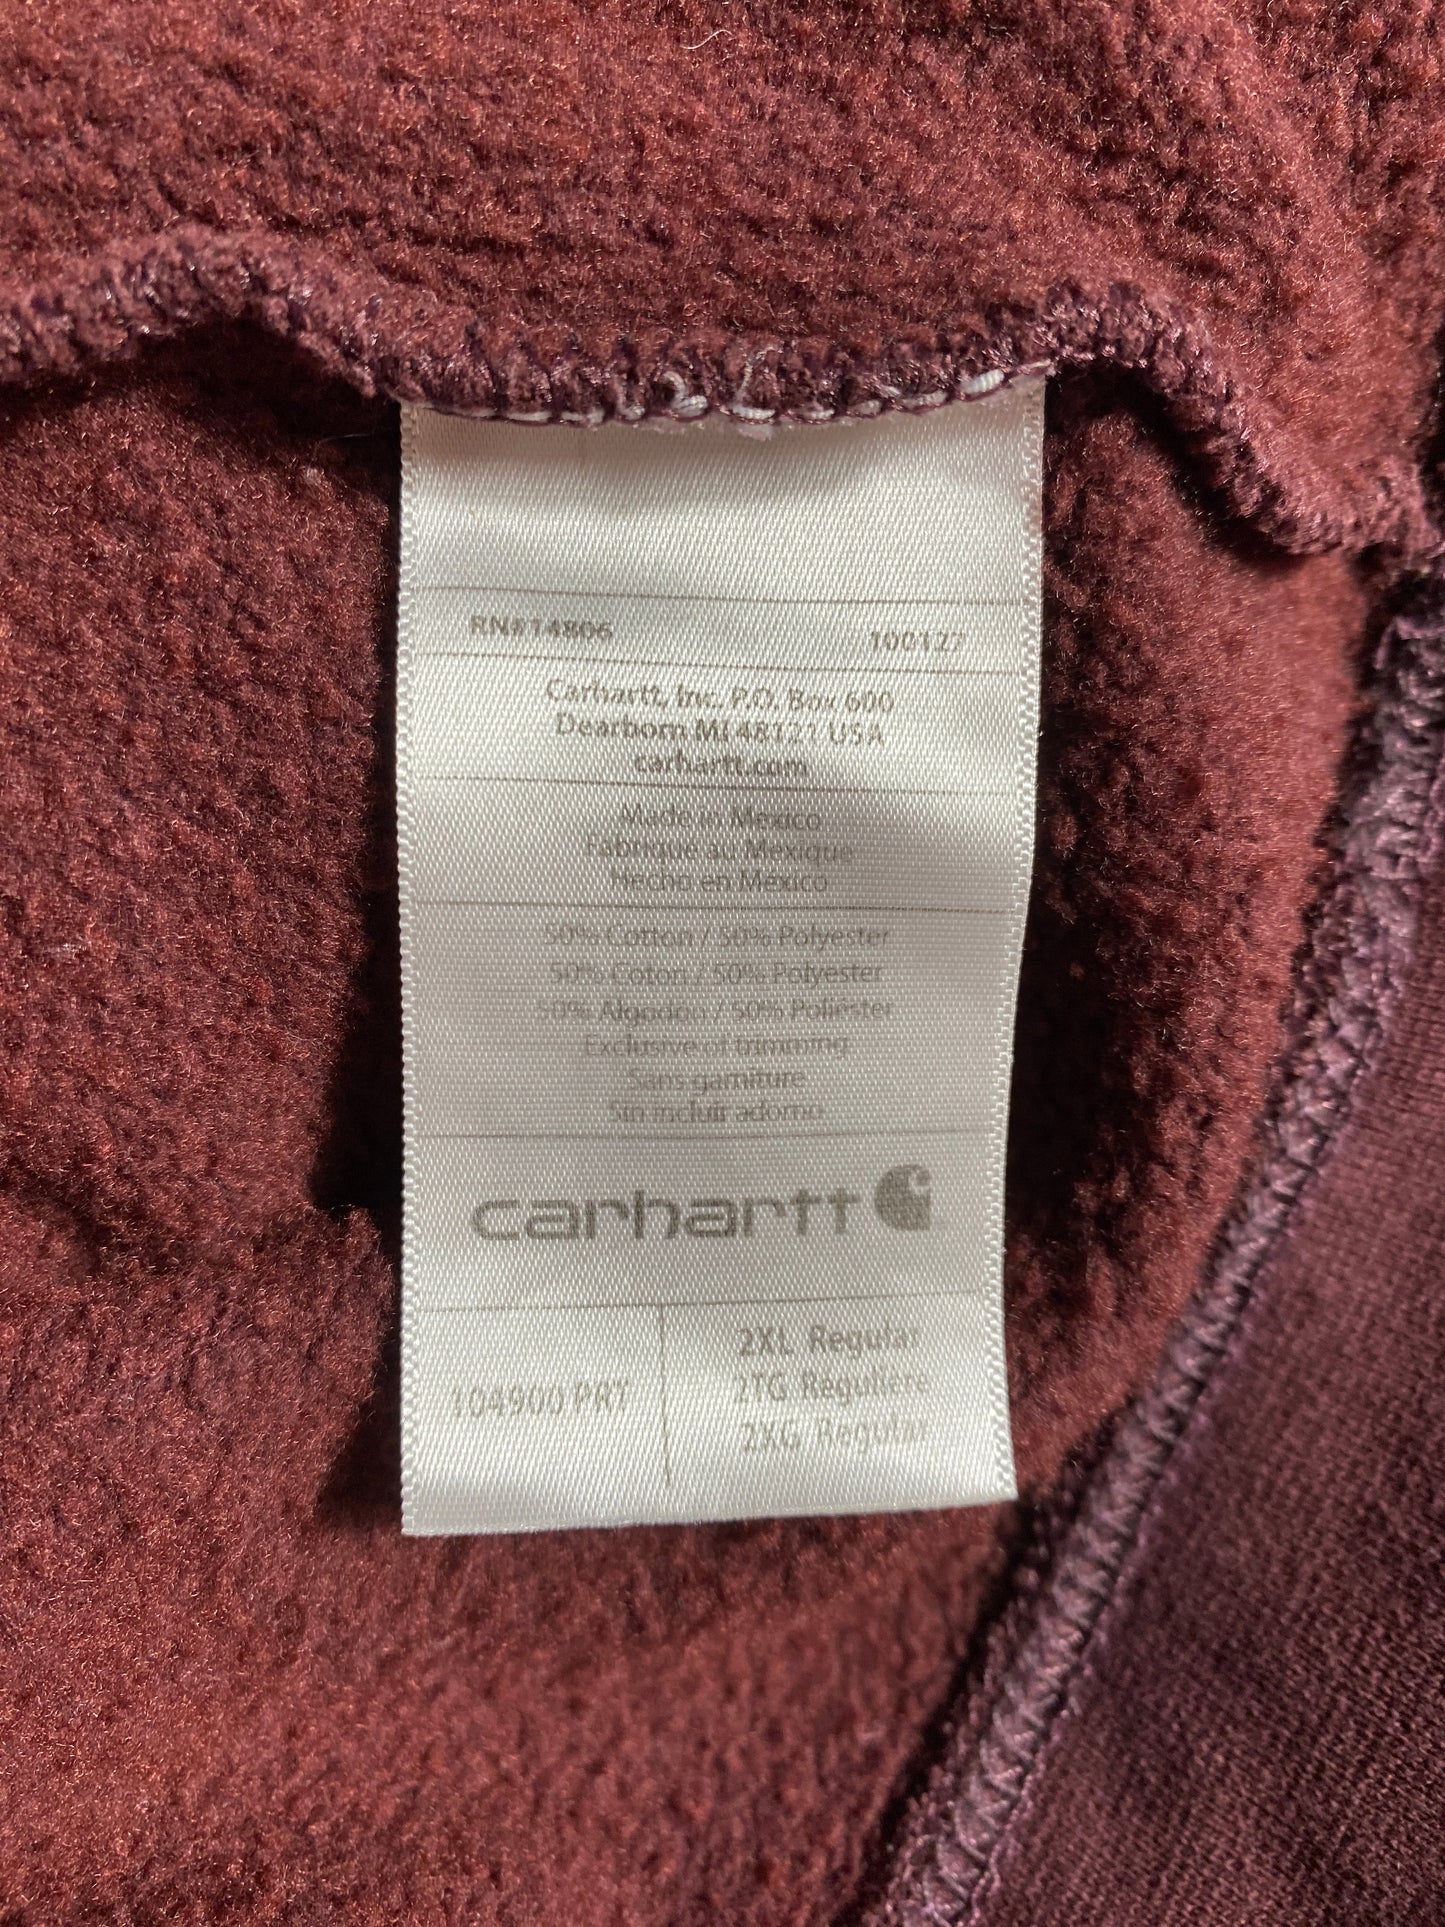 RN#14806 100127
Carhartt, Inc. P.O. Box 600
Dearborn MI 48121 USA
carhartt.com
Made in Mexico
Fabrique au Mexique
Hecho en Mexico
50% Cotton / 50% Polyester
50% Coton / 50% Polyester
50% Algodon / 50% Poliéster
Exclusive of trimming
Sans garniture
Sin incluir adorno
carhartt
104900 PRT
2XL Regular
2TG Régulière
2XG Regular